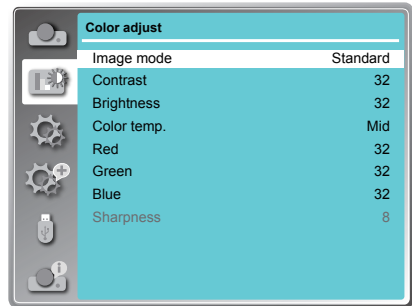 Color adjust
Image mode Standard
Contrast 32
Brightness 32
Color temp. Mid
Red 32
Green 32
Blue 32
Sharpness 8